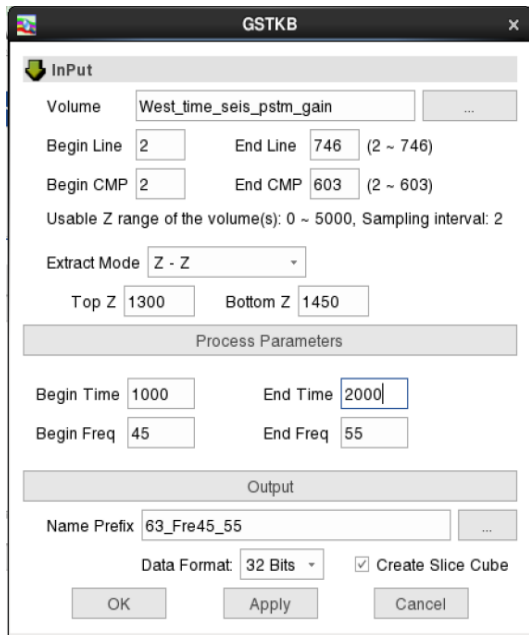 GSTKB
InPut
Volume West_time_seis_pstm_gain ...
Begin Line 2 End Line 746 (2 ~ 746)
Begin CMP 2 End CMP 603 (2 ~ 603)
Usable Z range of the volume(s): 0 ~ 5000, Sampling interval: 2
Extract Mode Z - Z
Top Z 1300 Bottom Z 1450
Process Parameters
Begin Time 1000 End Time 2000
Begin Freq 45 End Freq 55
Output
Name Prefix 63_Fre45_55 ...
Data Format: 32 Bits Create Slice Cube
OK Apply Cancel